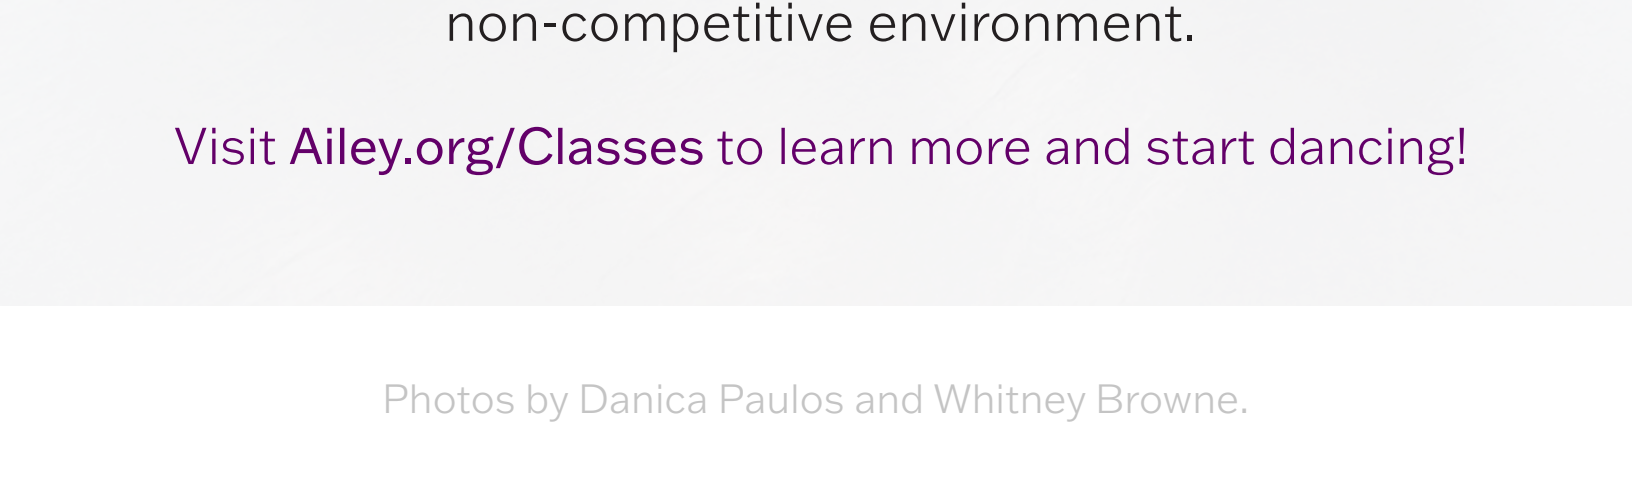 non-competitive environment.
Visit Ailey.org/Classes to learn more and start dancing!
Photos by Danica Paulos and Whitney Browne.